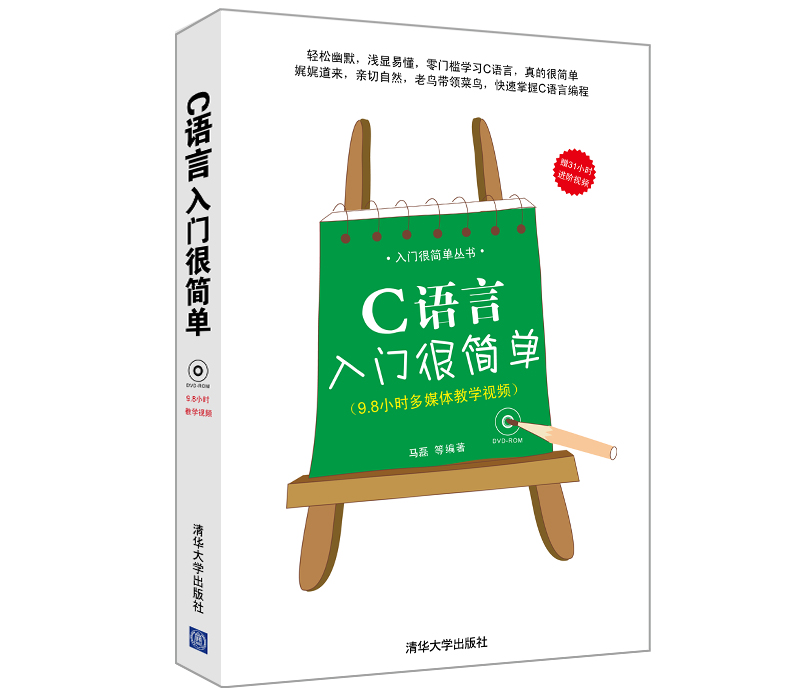 轻松幽默，浅显易懂，零门槛学习C语言，真的很简单
娓娓道来，亲切自然，老鸟带领菜鸟，快速掌握C语言编程
赠31小时
进阶视频
·入门很简单丛书·
C语言
入门很简单
（9.8小时多媒体教学视频）
DVD-ROM
马磊 等编著
清华大学出版社
C语言 入门很简单
DVD-ROM
9.8小时
教学视频
清华大学出版社